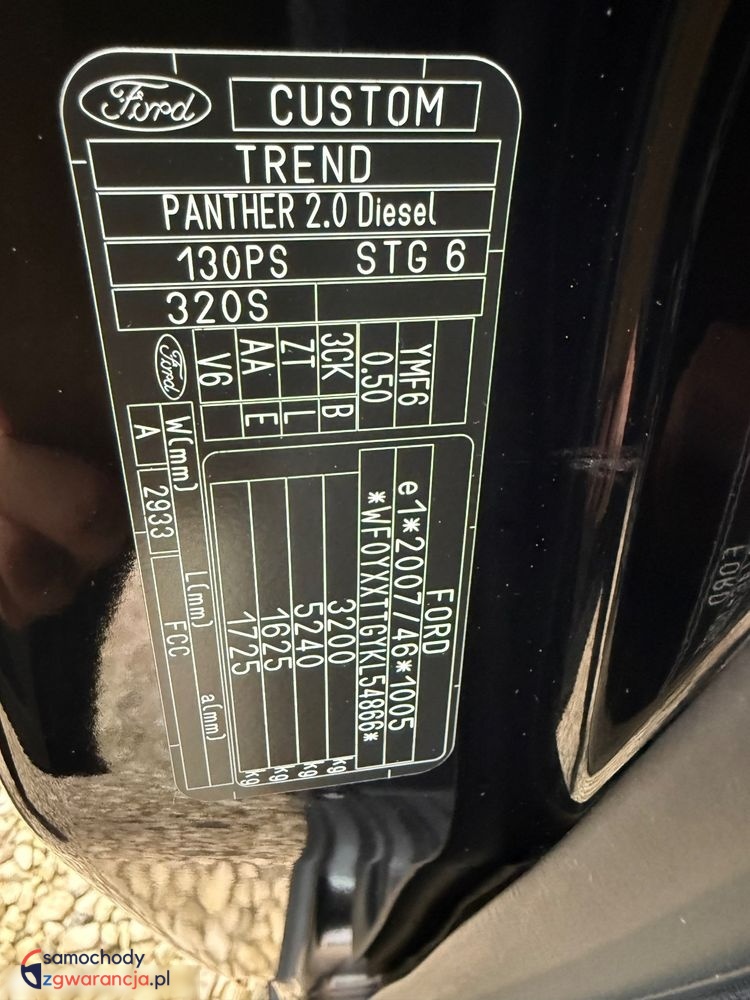 Ford CUSTOM
TREND
PANTHER 2.0 Diesel
130PS STG 6
320S
YMF6
0.50
3CK B
ZT L
AA E
V6
Ford
FORD
e1*2007/46*1005
*WF0YXXTTGYKL54866*
3200 kg
5240 kg
1625 kg
1725 kg
W(mm) L(mm) a(mm)
A 2933 FCC
FORD
samochody
zgwarancja.pl